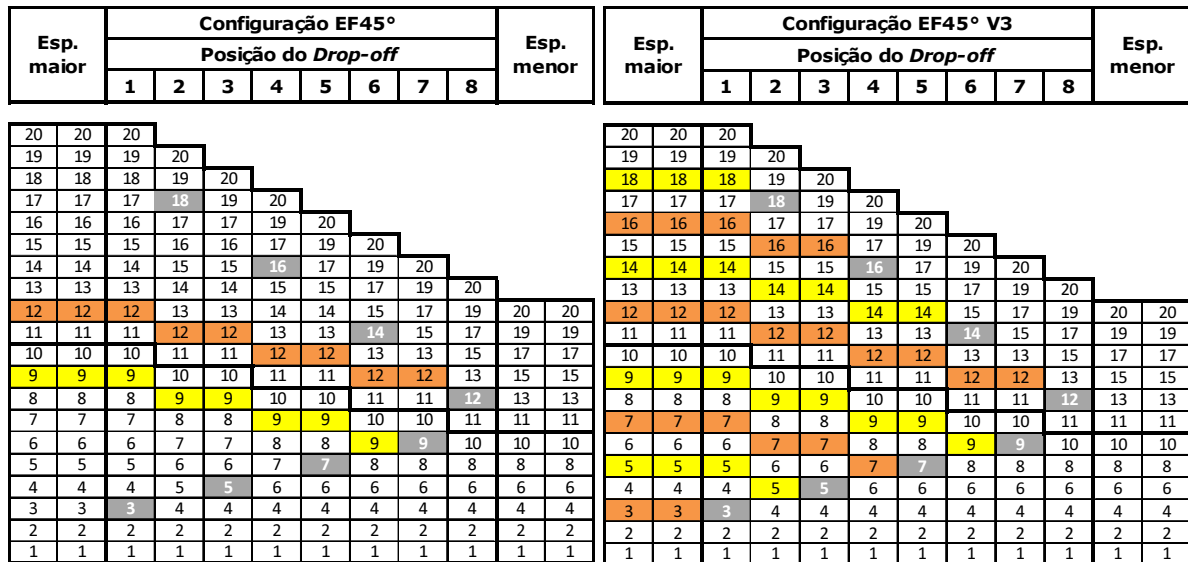 Esp. maior
Configuração EF45°
Posição do Drop-off
1 2 3 4 5 6 7 8
Esp. menor
20 20 20
19 19 19 20
18 18 18 19 20
17 17 17 18 19 20
16 16 16 17 17 19 20
15 15 15 16 16 17 19 20
14 14 14 15 15 16 17 19 20
13 13 13 14 14 15 15 17 19 20
12 12 12 13 13 14 14 15 17 19 20 20
11 11 11 12 12 13 13 14 15 17 19 19
10 10 10 11 11 12 12 13 13 15 17 17
9 9 9 10 10 11 11 12 12 13 15 15
8 8 8 9 9 10 10 11 11 12 13 13
7 7 7 8 8 9 9 10 10 11 11 11
6 6 6 7 7 8 8 9 9 10 10 10
5 5 5 6 6 7 7 8 8 8 8 8
4 4 4 5 5 6 6 6 6 6 6 6
3 3 3 4 4 4 4 4 4 4 4 4
2 2 2 2 2 2 2 2 2 2 2 2
1 1 1 1 1 1 1 1 1 1 1 1
Esp. maior
Configuração EF45° V3
Posição do Drop-off
1 2 3 4 5 6 7 8
Esp. menor
20 20 20
19 19 19 20
18 18 18 19 20
17 17 17 18 19 20
16 16 16 17 17 19 20
15 15 15 16 16 17 19 20
14 14 14 15 15 16 17 19 20
13 13 13 14 14 15 15 17 19 20
12 12 12 13 13 14 14 15 17 19 20 20
11 11 11 12 12 13 13 14 15 17 19 19
10 10 10 11 11 12 12 13 13 15 17 17
9 9 9 10 10 11 11 12 12 13 15 15
8 8 8 9 9 10 10 11 11 12 13 13
7 7 7 8 8 9 9 10 10 11 11 11
6 6 6 7 7 8 8 9 9 10 10 10
5 5 5 6 6 7 7 8 8 8 8 8
4 4 4 5 5 6 6 6 6 6 6 6
3 3 3 4 4 4 4 4 4 4 4 4
2 2 2 2 2 2 2 2 2 2 2 2
1 1 1 1 1 1 1 1 1 1 1 1